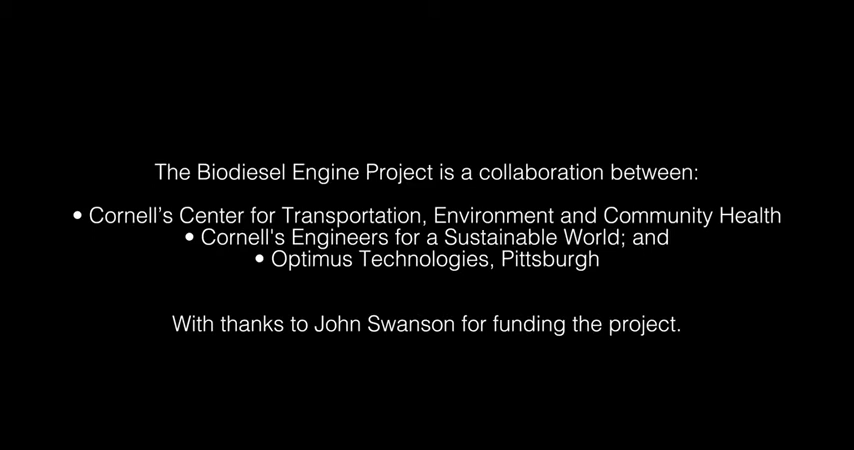 The Biodiesel Engine Project is a collaboration between:
• Cornell’s Center for Transportation, Environment and Community Health
• Cornell's Engineers for a Sustainable World; and
• Optimus Technologies, Pittsburgh
With thanks to John Swanson for funding the project.